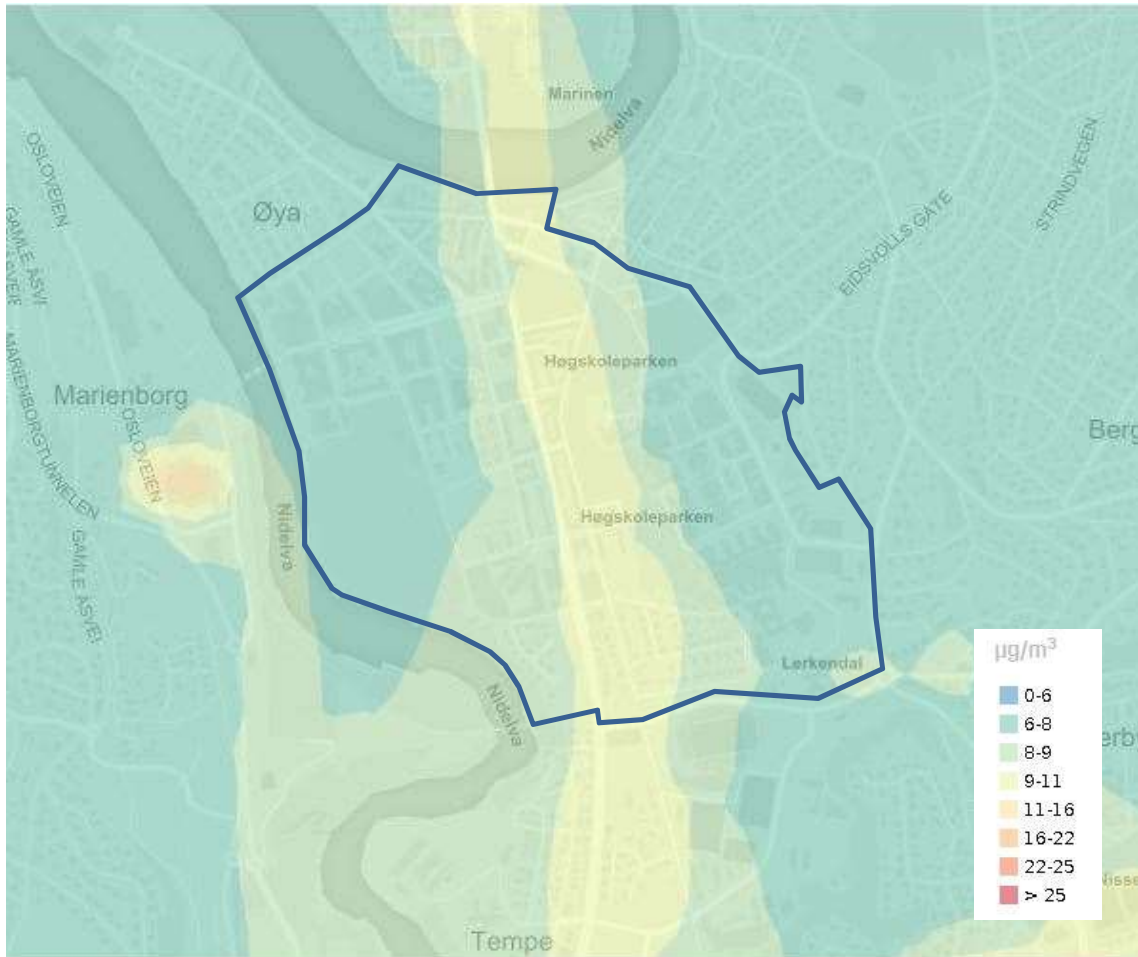 Marinen
Nidelva
OSLOVEIEN
STRINDVEGEN
Øya
GAMLE ÅSVEI
EIDSVOLLS GATE
MARIENBORGTUNNELEN
Høgskoleparken
Marienborg
OSLOVEIEN
Berg
Nidelva
Høgskoleparken
GAMLE ÅSVEI
Lerkendal
µg/m³
0-6
6-8
8-9
9-11
11-16
16-22
22-25
> 25
Nidelva
erby
Nisse
Tempe